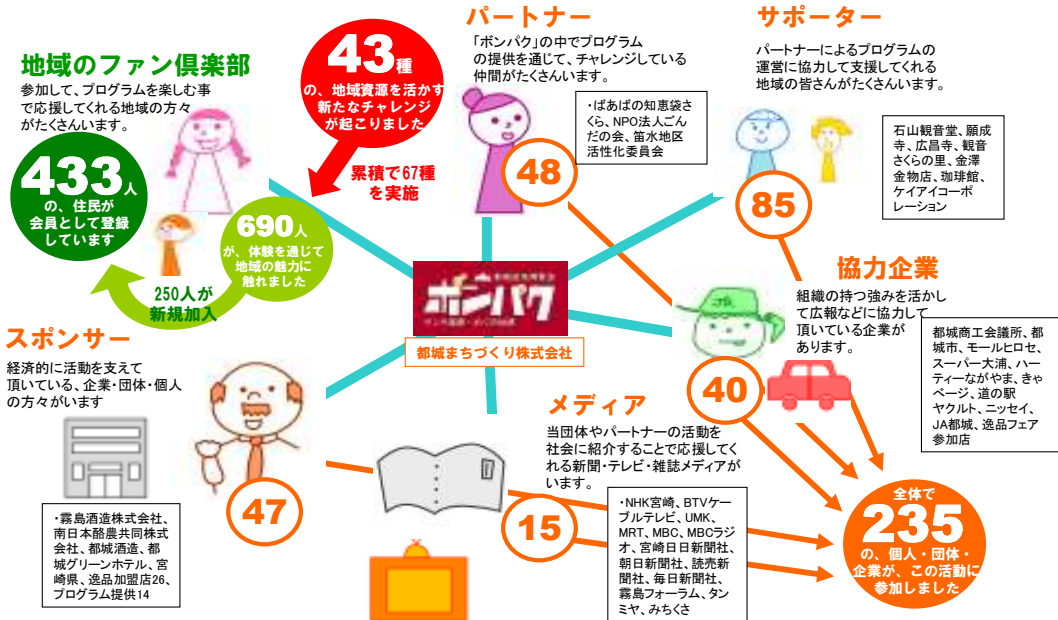 地域のファン倶楽部
参加して、プログラムを楽しむ事
で応援してくれる地域の方々
がたくさんいます。
433人
の、住民が
会員として登録
しています
43種
の、地域資源を活かす
新たなチャレンジ
が起こりました
累積で67種
を実施
690人
が、体験を通じて
地域の魅力に
触れました
250人が
新規加入
パートナー
「ボンパク」の中でプログラム
の提供を通じて、チャレンジしている
仲間がたくさんいます。
・ばあばの知恵袋さ
くら、NPO法人ごん
だの会、笛水地区
活性化委員会
48
サポーター
パートナーによるプログラムの
運営に協力して支援してくれる
地域の皆さんがたくさんいます。
石山観音堂、願成
寺、広昌寺、観音
さくらの里、金澤
金物店、珈琲館、
ケイアイコーポ
レーション
85
ボンパク
都城まちづくり株式会社
協力企業
組織の持つ強みを活かし
て広報などに協力して
頂いている企業が
あります。
都城商工会議所、都
城市、モールヒロセ、
スーパー大浦、ハー
ティーながやま、きゃ
ベージ、道の駅
ヤクルト、ニッセイ、
JA都城、逸品フェア
参加店
40
スポンサー
経済的に活動を支えて
頂いている、企業・団体・個人
の方々がいます
・霧島酒造株式会社、
南日本酪農共同株式
会社、都城酒造、都
城グリーンホテル、宮
崎県、逸品加盟店26、
プログラム提供14
47
メディア
当団体やパートナーの活動を
社会に紹介することで応援してく
れる新聞・テレビ・雑誌メディアが
います。
・NHK宮崎、BTVケー
ブルテレビ、UMK、
MRT、MBC、MBCラジ
オ、宮崎日日新聞社、
朝日新聞社、読売新
聞社、毎日新聞社、
霧島フォーラム、タン
ミヤ、みちくさ
15
全体で
235
の、個人・団体・
企業が、この活動に
参加しました